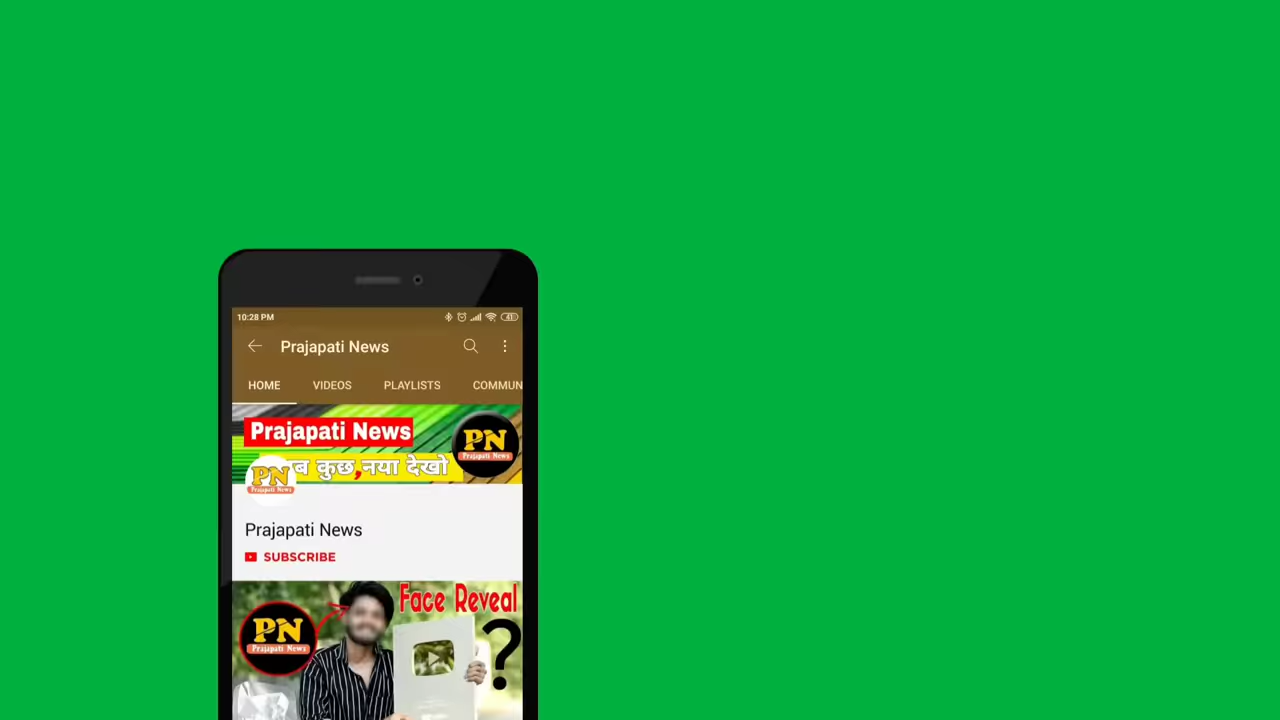 10:28 PM
41
Prajapati News
HOME VIDEOS PLAYLISTS COMMUN
Prajapati News
PN
Prajapati News
ब कुछ,नया देखो
PN
Prajapati News
Prajapati News
SUBSCRIBE
Face Reveal
?
PN
Prajapati News